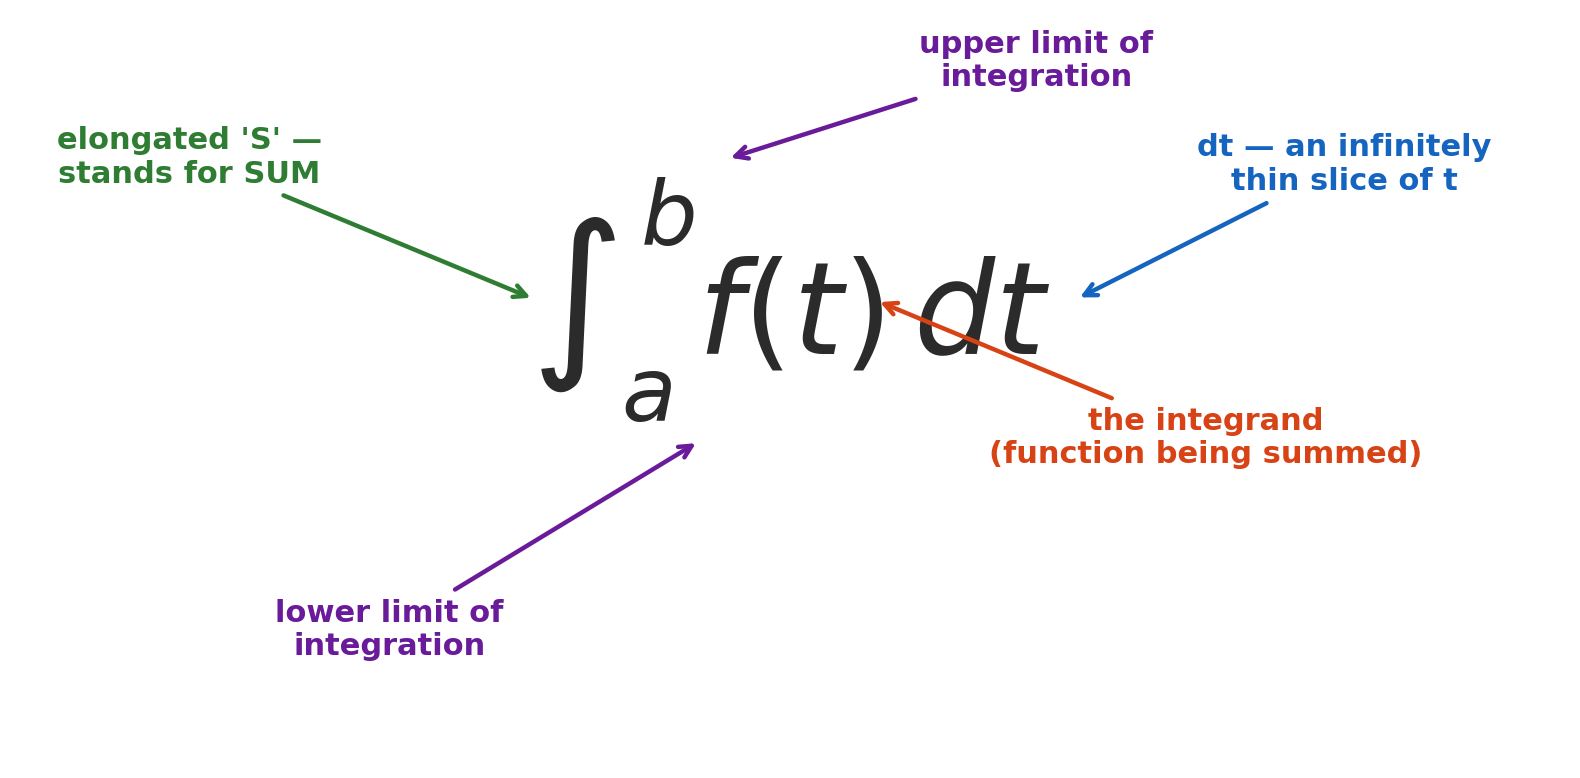 upper limit of
integration
elongated 'S' —
stands for SUM
dt — an infinitely
thin slice of t
∫ₐᵇ f(t) dt
the integrand
(function being summed)
lower limit of
integration